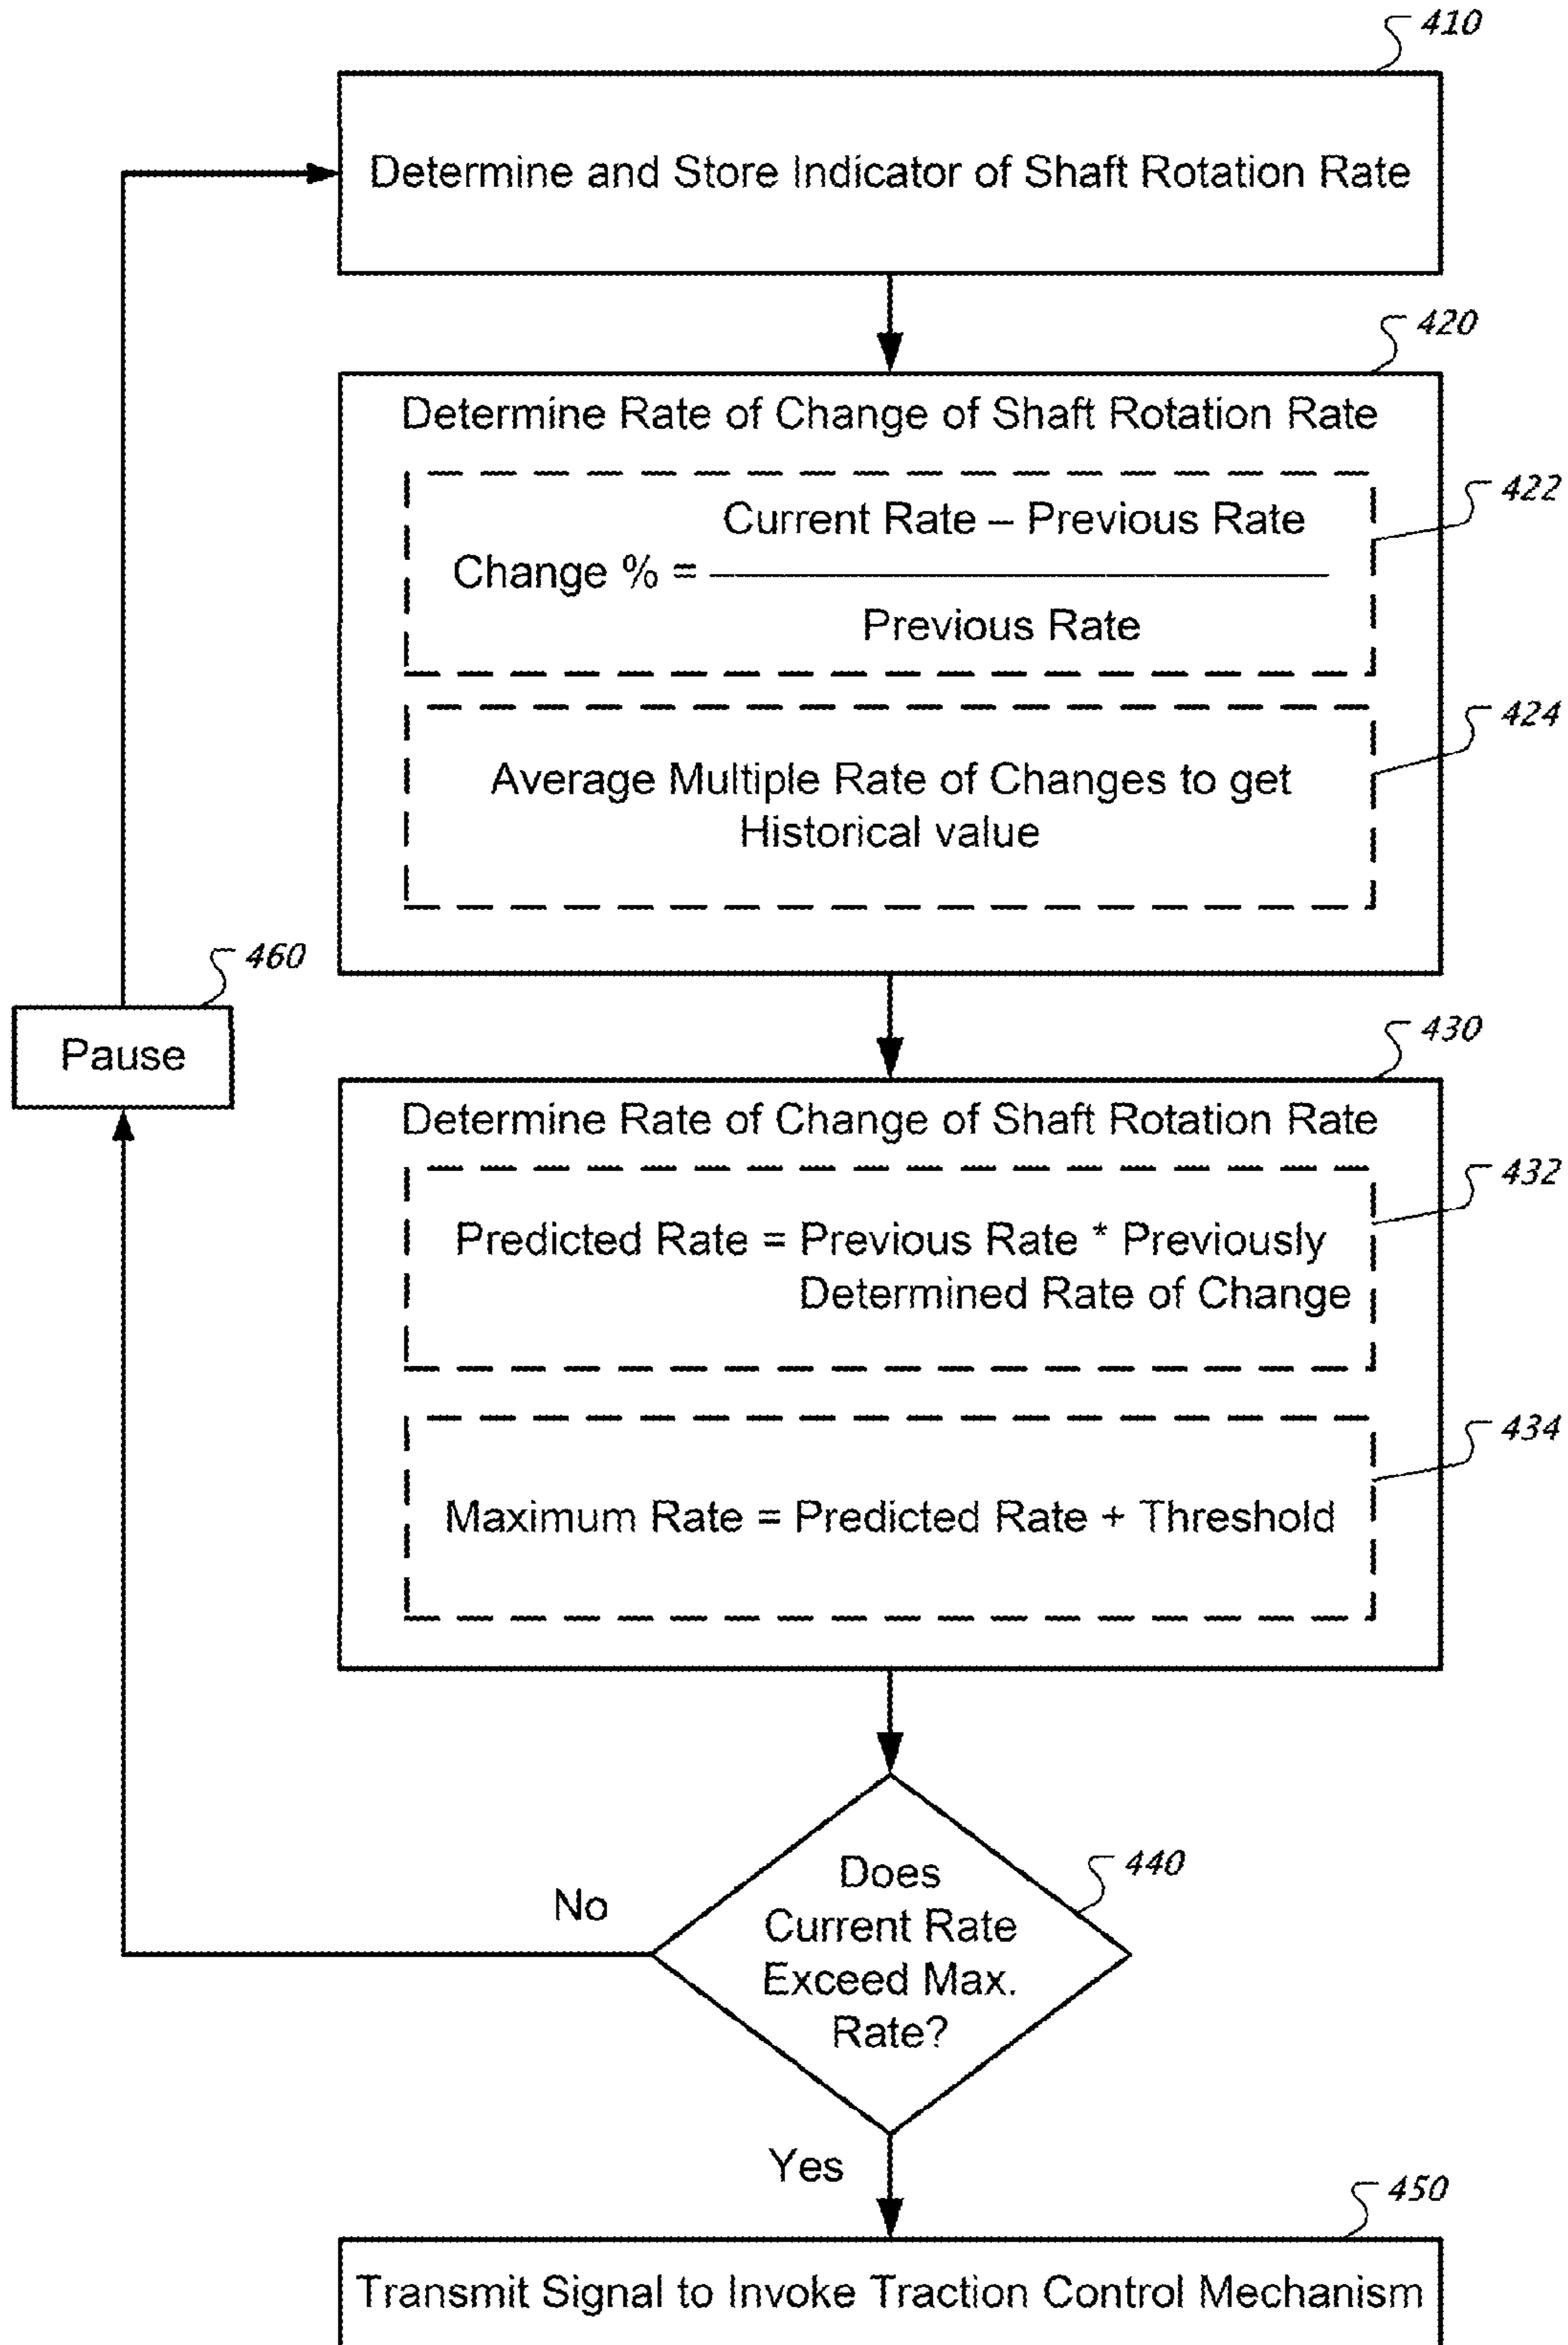 410
Determine and Store Indicator of Shaft Rotation Rate
420
Determine Rate of Change of Shaft Rotation Rate
422
Current Rate – Previous Rate
Change % =
Previous Rate
424
Average Multiple Rate of Changes to get
Historical value
460
Pause
430
Determine Rate of Change of Shaft Rotation Rate
432
Predicted Rate = Previous Rate * Previously
Determined Rate of Change
434
Maximum Rate = Predicted Rate + Threshold
440
Does
Current Rate
Exceed Max.
Rate?
No
Yes
450
Transmit Signal to Invoke Traction Control Mechanism